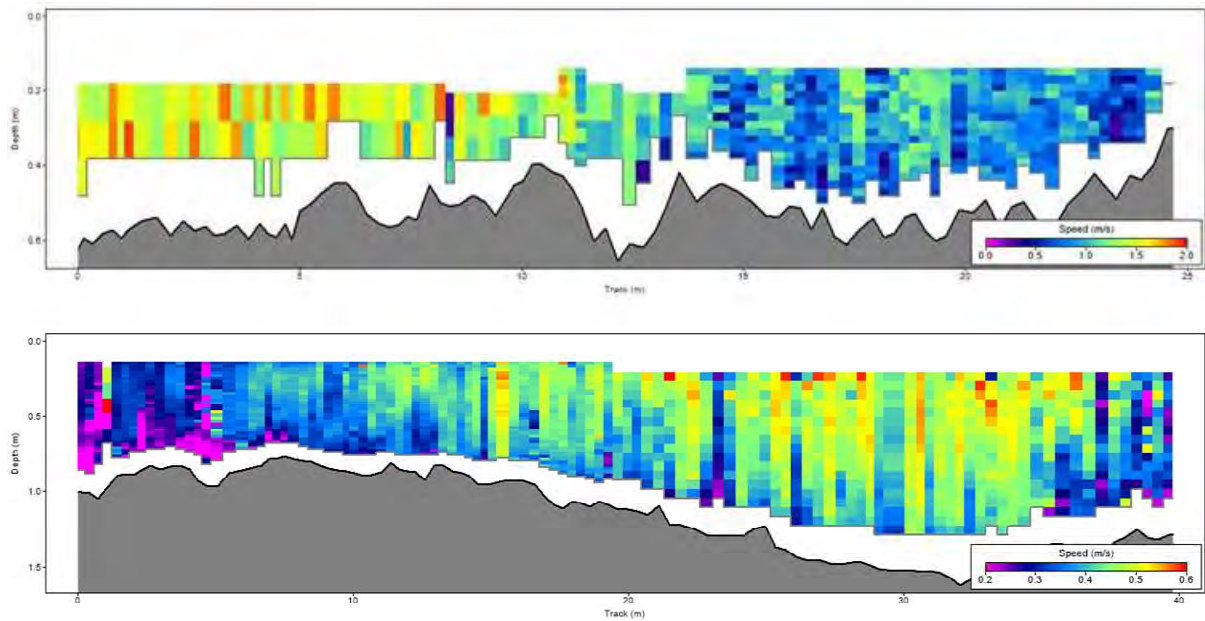 0.0
0.2
0.4
0.6
Depth (m)
Speed (m/s)
0.0 0.5 1.0 1.5 2.0
0 5 10 15 20 25
Track (m)
0.0
0.5
1.0
1.5
Depth (m)
Speed (m/s)
0.2 0.3 0.4 0.5 0.6
0 10 20 30 40
Track (m)